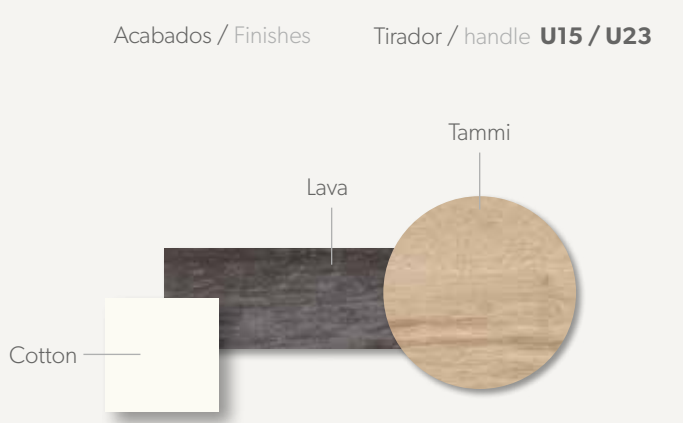 Acabados / Finishes
Tirador / handle U15 / U23
Tammi
Lava
Cotton